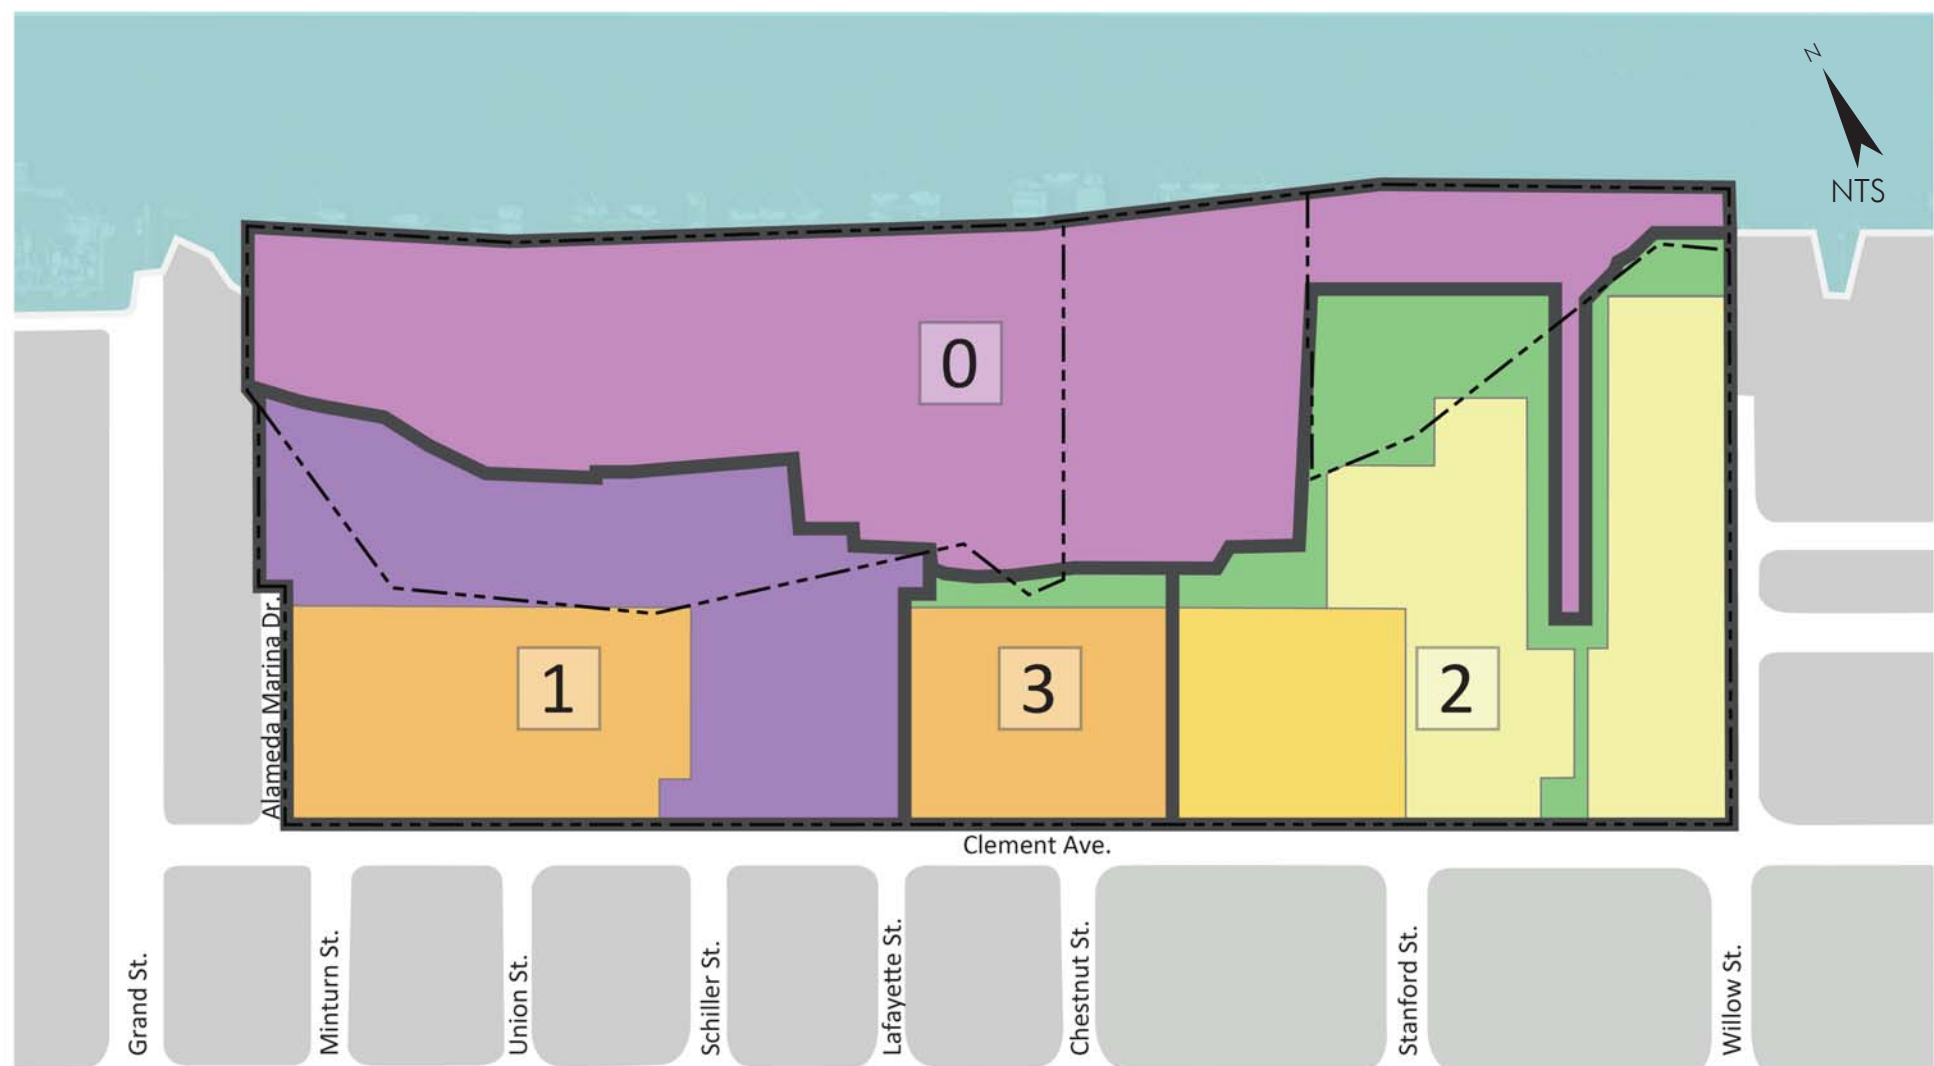 N
NTS
0
1
3
2
Alameda Marina Dr.
Clement Ave.
Grand St.
Minturn St.
Union St.
Schiller St.
Lafayette St.
Chestnut St.
Stanford St.
Willow St.